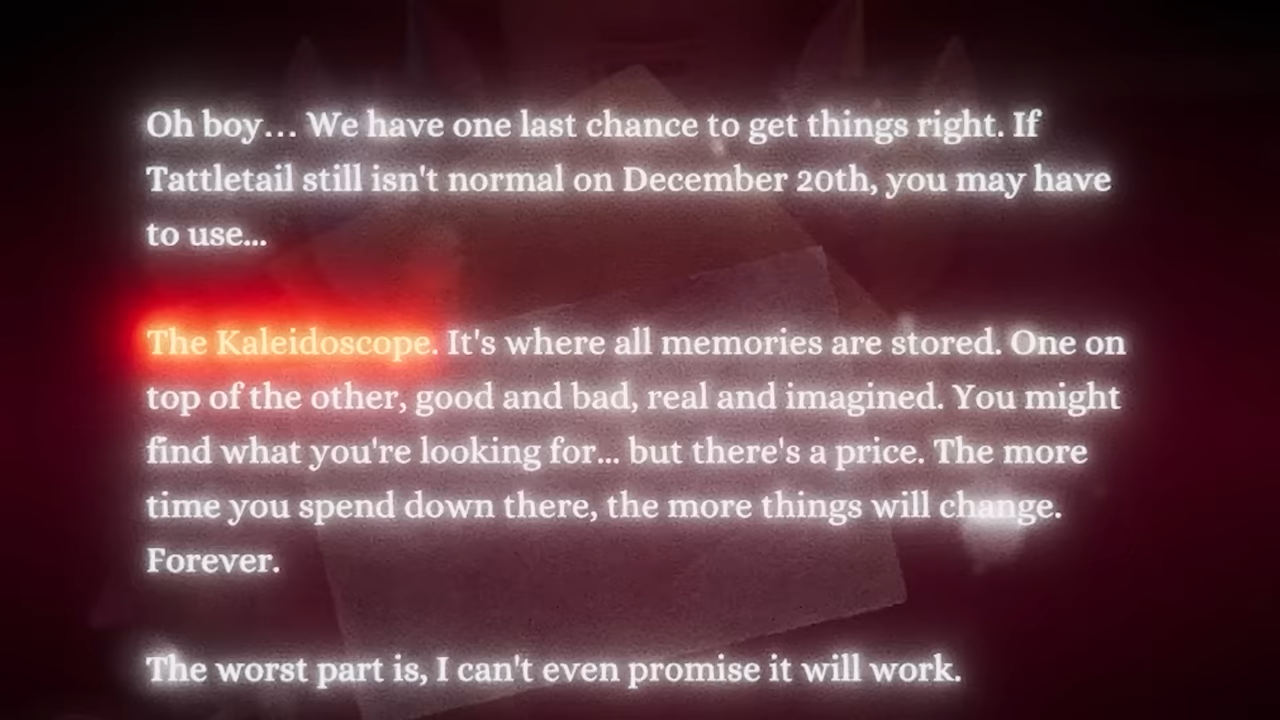 Oh boy... We have one last chance to get things right. If
Tattletail still isn't normal on December 20th, you may have
to use...
The Kaleidoscope. It's where all memories are stored. One on
top of the other, good and bad, real and imagined. You might
find what you're looking for... but there's a price. The more
time you spend down there, the more things will change.
Forever.
The worst part is, I can't even promise it will work.